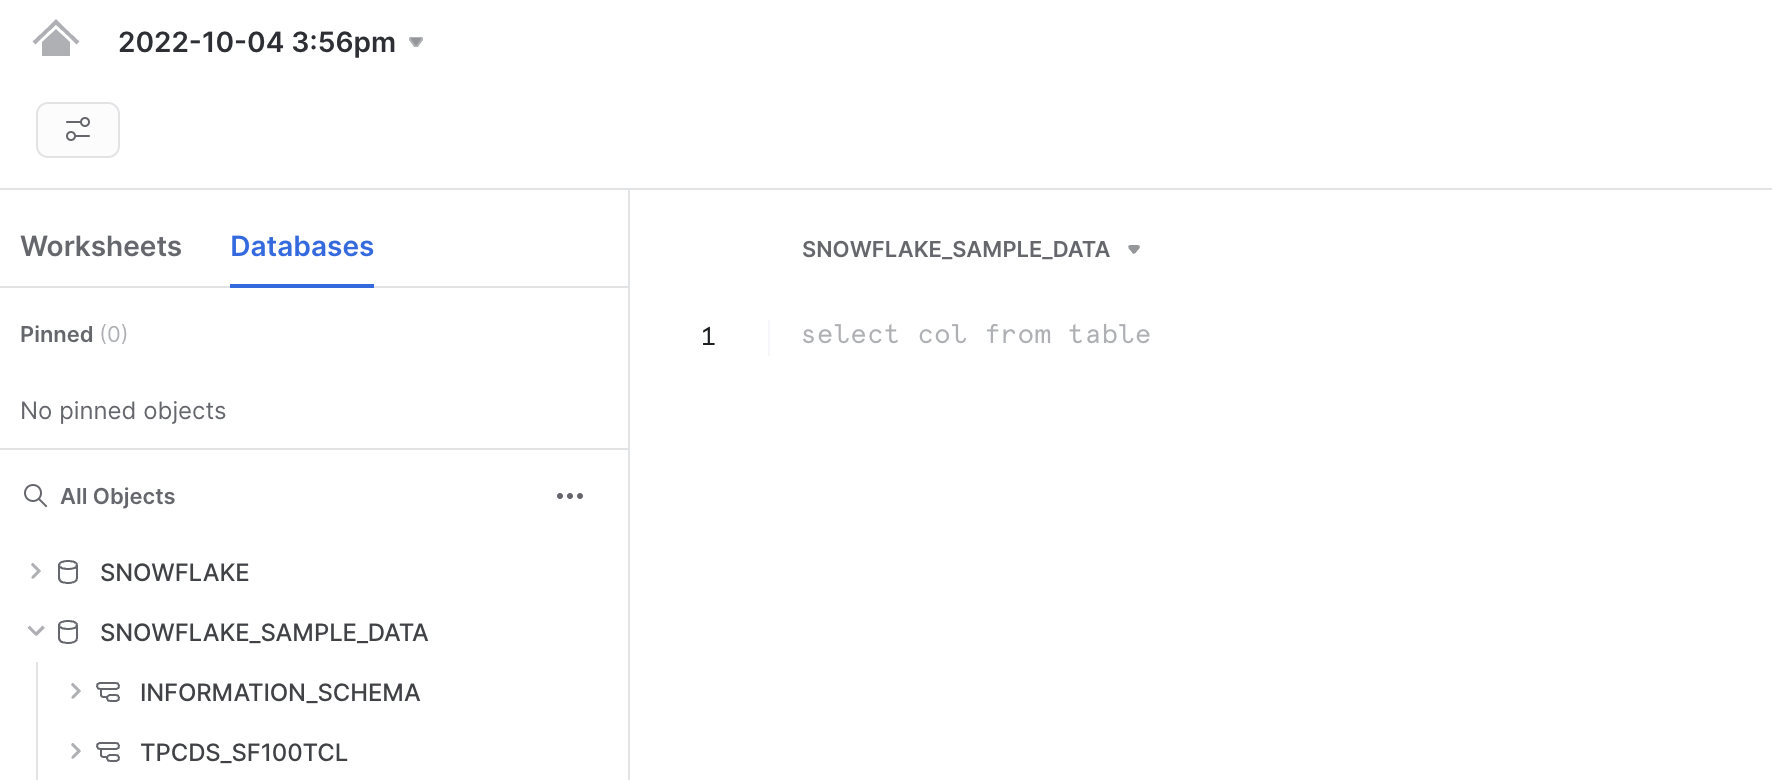 2022-10-04 3:56pm
Worksheets Databases
Pinned (0)
No pinned objects
All Objects
SNOWFLAKE
SNOWFLAKE_SAMPLE_DATA
INFORMATION_SCHEMA
TPCDS_SF100TCL
SNOWFLAKE_SAMPLE_DATA
1 select col from table